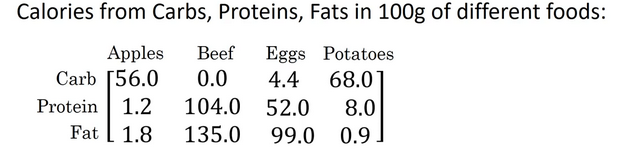 Calories from Carbs, Proteins, Fats in 100g of different foods:
Apples Beef Eggs Potatoes
Carb 56.0 0.0 4.4 68.0
Protein 1.2 104.0 52.0 8.0
Fat 1.8 135.0 99.0 0.9